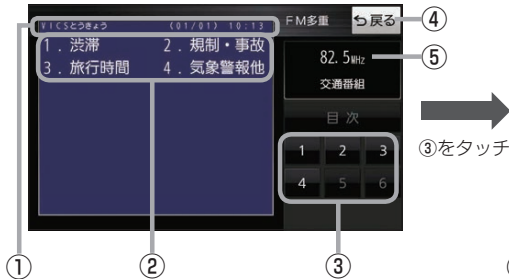 VICSとうきょう (01/01) 10:13 FM多重 戻る ④
1．渋滞 2．規制・事故
3．旅行時間 4．気象警報他
82.5MHz ⑤
交通番組
目次
1 2 3
4 5 6
③をタッチ
① ② ③